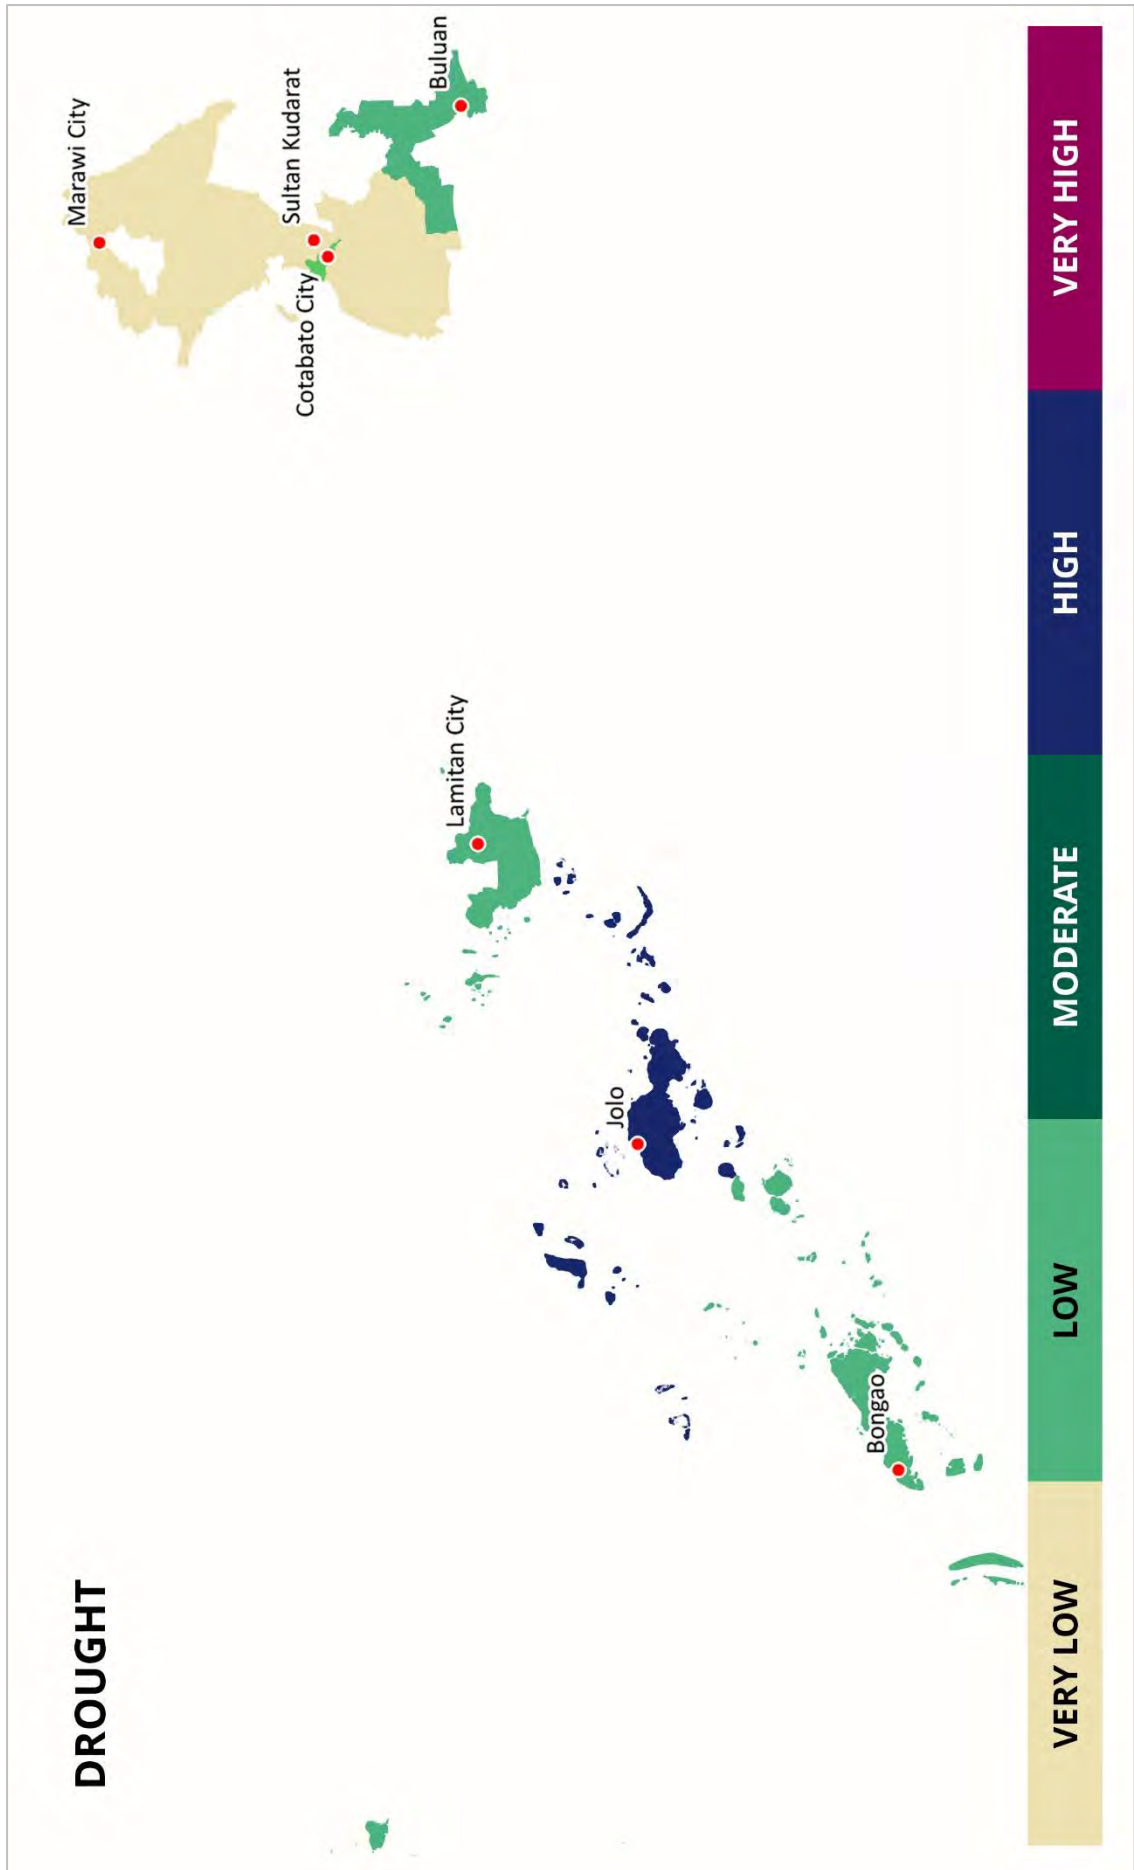 DROUGHT
Marawi City
Sultan Kudarat
Cotabato City
Buluan
Lamitan City
Jolo
Bongao
VERY LOW
LOW
MODERATE
HIGH
VERY HIGH